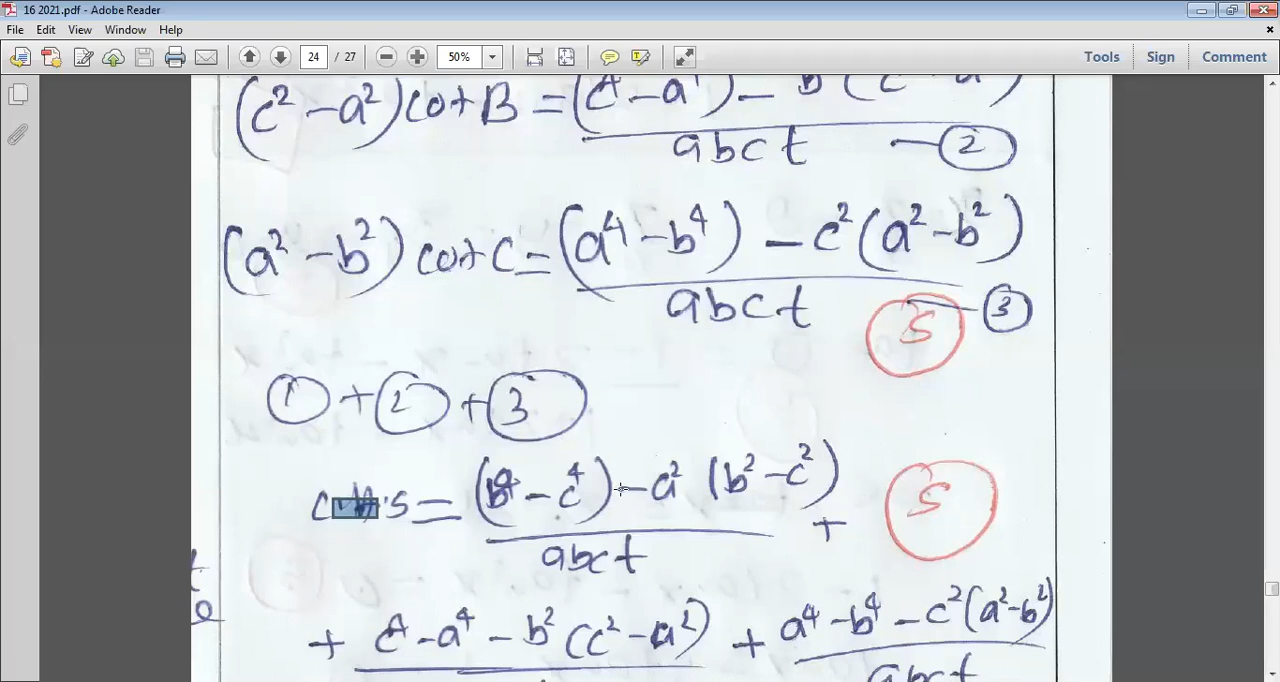 16 2021.pdf - Adobe Reader
File Edit View Window Help
24 / 27 50% Tools Sign Comment
(c² - a²) cot B = (c⁴ - a⁴) - b²(c² - a²)
abct — ②
(a² - b²) cot C = (a⁴ - b⁴) - c²(a² - b²)
abct — ③
5
① + ② + ③
= (b⁴ - c⁴) - a² (b² - c²) +
abct
5
+ c⁴ - a⁴ - b² (c² - a²) + a⁴ - b⁴ - c² (a² - b²)
abct